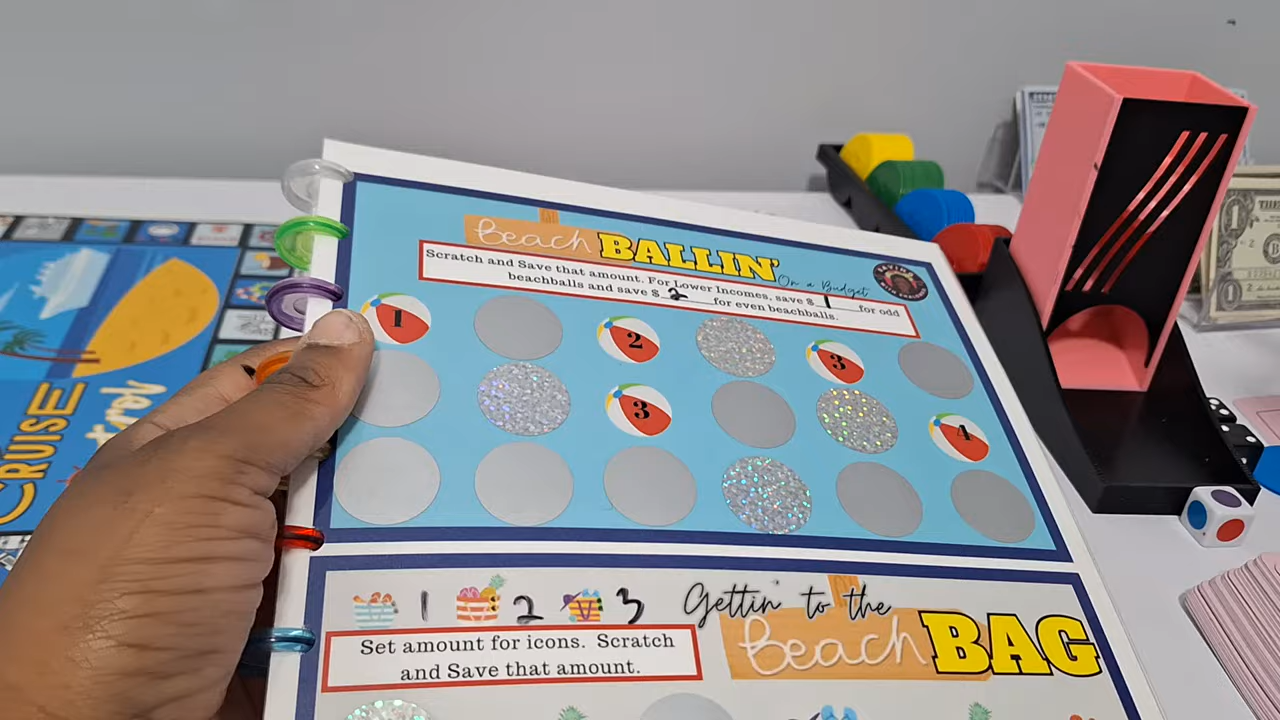 Beach BALLIN' On a Budget
Scratch and Save that amount. For Lower Incomes, save $ 1 for odd
beachballs and save $ 2 for even beachballs.
1
2
3
3
4
1 2 3
Gettin' to the
Beach BAG
Set amount for icons. Scratch
and Save that amount.
CRUISE
1
1